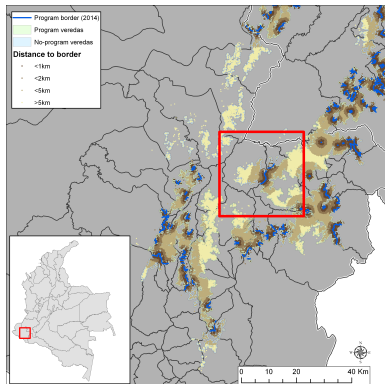 Program border (2014)
Program veredas
No-program veredas
Distance to border
<1km
<2km
<5km
>5km
0 10 20 40 Km